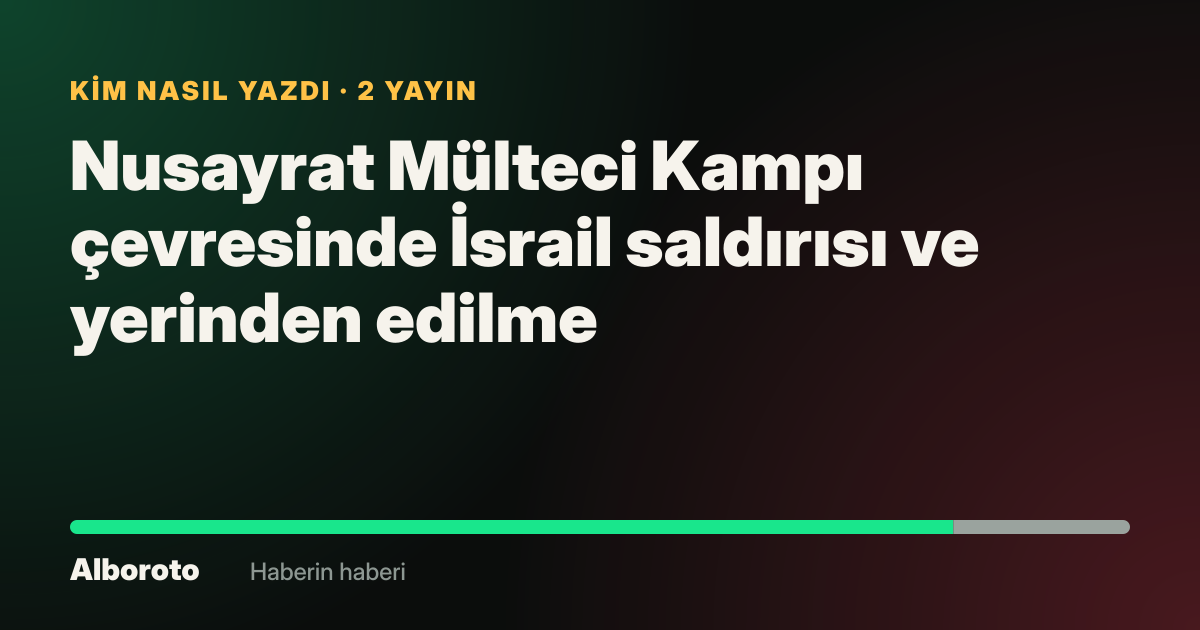 KİM NASIL YAZDI · 2 YAYIN
Nusayrat Mülteci Kampı
çevresinde İsrail saldırısı ve
yerinden edilme
Alboroto Haberin haberi